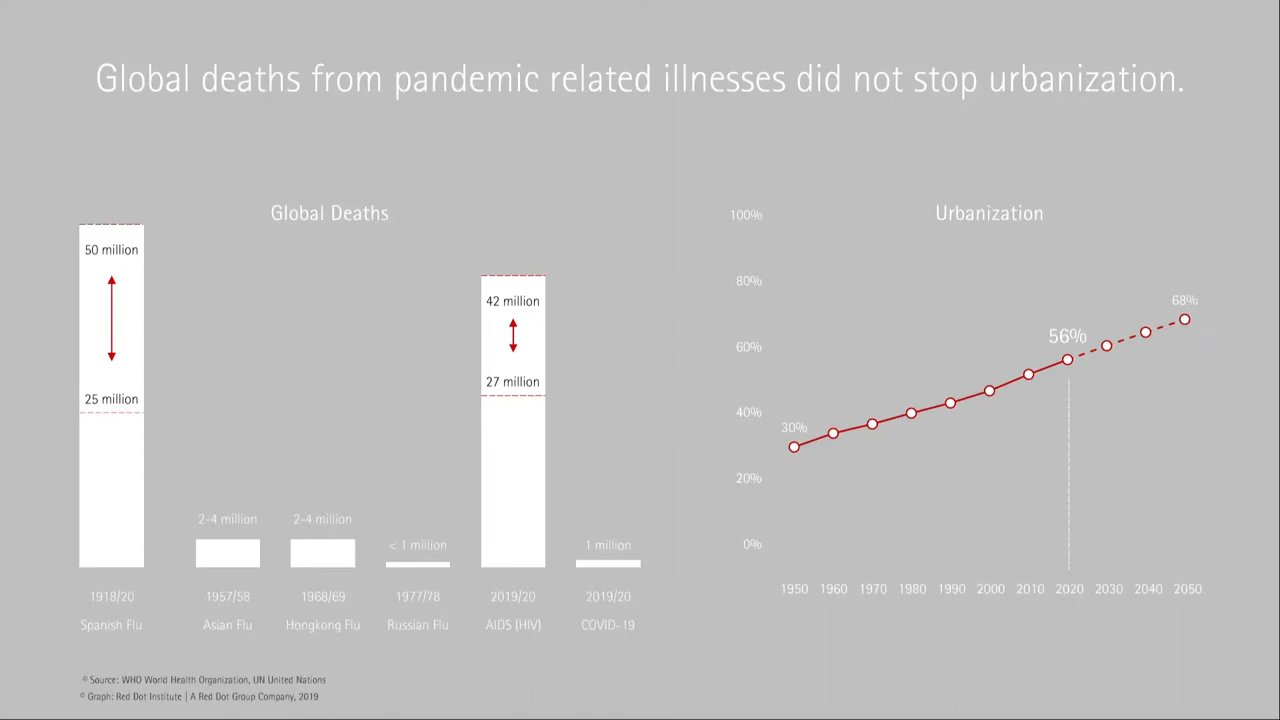 Global deaths from pandemic related illnesses did not stop urbanization.
Global Deaths
50 million
25 million
2-4 million
2-4 million
< 1 million
42 million
27 million
1 million
1918/20
1957/58
1968/69
1977/78
2019/20
2019/20
Spanish Flu
Asian Flu
Hongkong Flu
Russian Flu
AIDS (HIV)
COVID-19
Urbanization
100%
80%
60%
40%
20%
0%
30%
56%
68%
1950 1960 1970 1980 1990 2000 2010 2020 2030 2040 2050
© Source: WHO World Health Organization, UN United Nations
© Graph: Red Dot Institute | A Red Dot Group Company, 2019